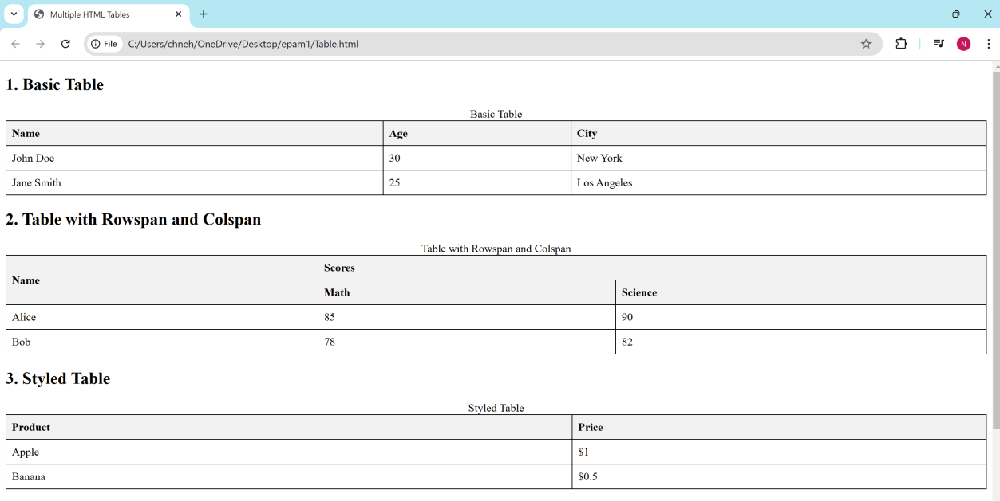 Multiple HTML Tables
File C:/Users/chneh/OneDrive/Desktop/epam1/Table.html N
1. Basic Table
Basic Table
Name Age City
John Doe 30 New York
Jane Smith 25 Los Angeles
2. Table with Rowspan and Colspan
Table with Rowspan and Colspan
Name Scores
Math Science
Alice 85 90
Bob 78 82
3. Styled Table
Styled Table
Product Price
Apple $1
Banana $0.5